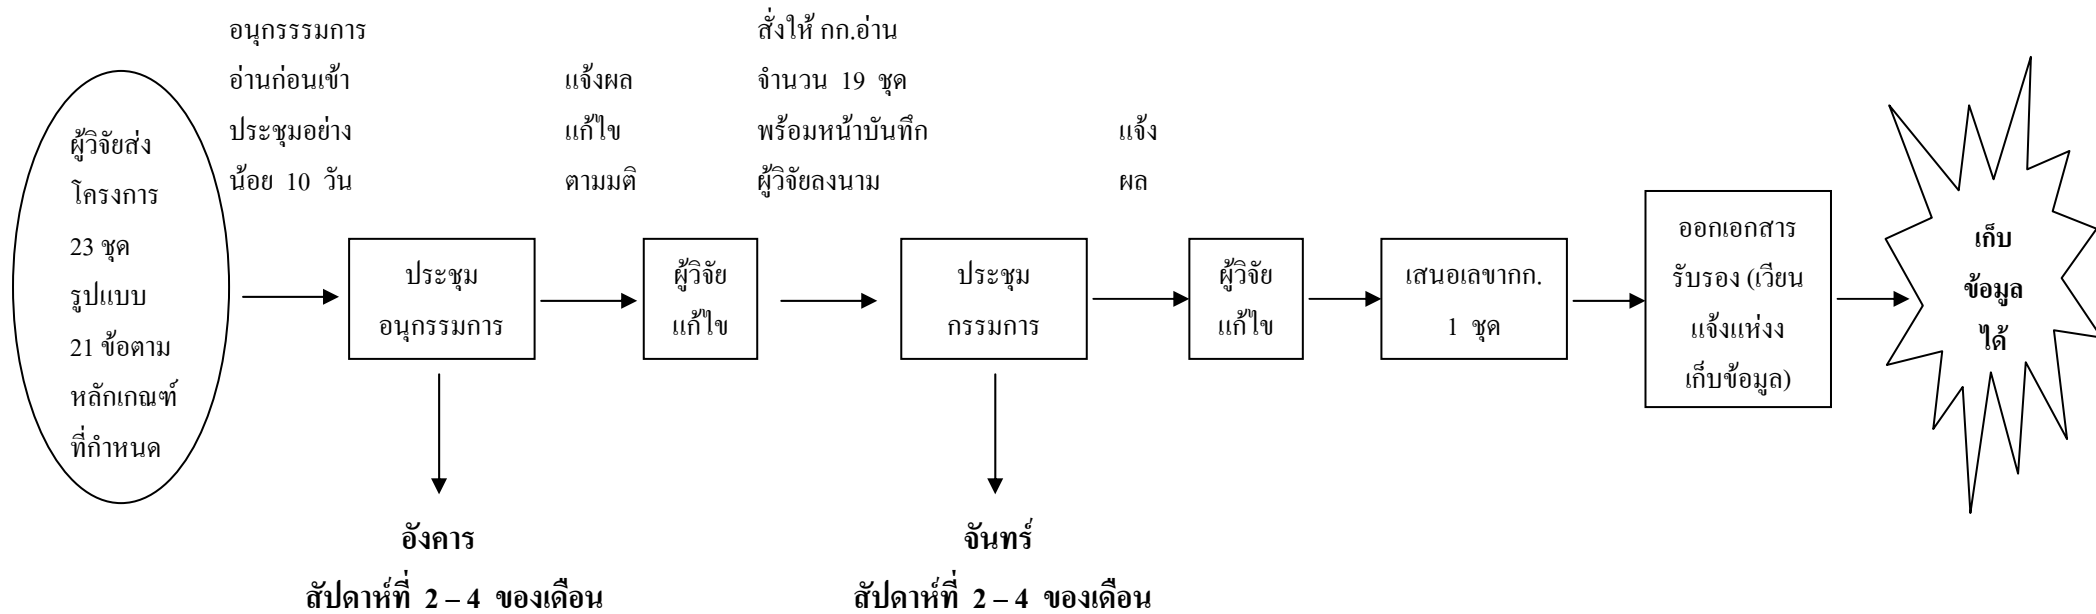 ผู้วิจัยส่ง
โครงการ
23 ชุด
รูปแบบ
21 ข้อตาม
หลักเกณฑ์
ที่กำหนด
อนุกรรรมการ
อ่านก่อนเข้า
ประชุมอย่าง
น้อย 10 วัน
ประชุม
อนุกรรมการ
อังคาร
สัปดาห์ที่ 2 – 4 ของเดือน
แจ้งผล
แก้ไข
ตามมติ
ผู้วิจัย
แก้ไข
สั่งให้ กก.อ่าน
จำนวน 19 ชุด
พร้อมหน้าบันทึก
ผู้วิจัยลงนาม
ประชุม
กรรมการ
จันทร์
สัปดาห์ที่ 2 – 4 ของเดือน
แจ้ง
ผล
ผู้วิจัย
แก้ไข
เสนอเลขากก.
1 ชุด
ออกเอกสาร
รับรอง (เวียน
แจ้งแห่งง
เก็บข้อมูล)
เก็บ
ข้อมูล
ได้